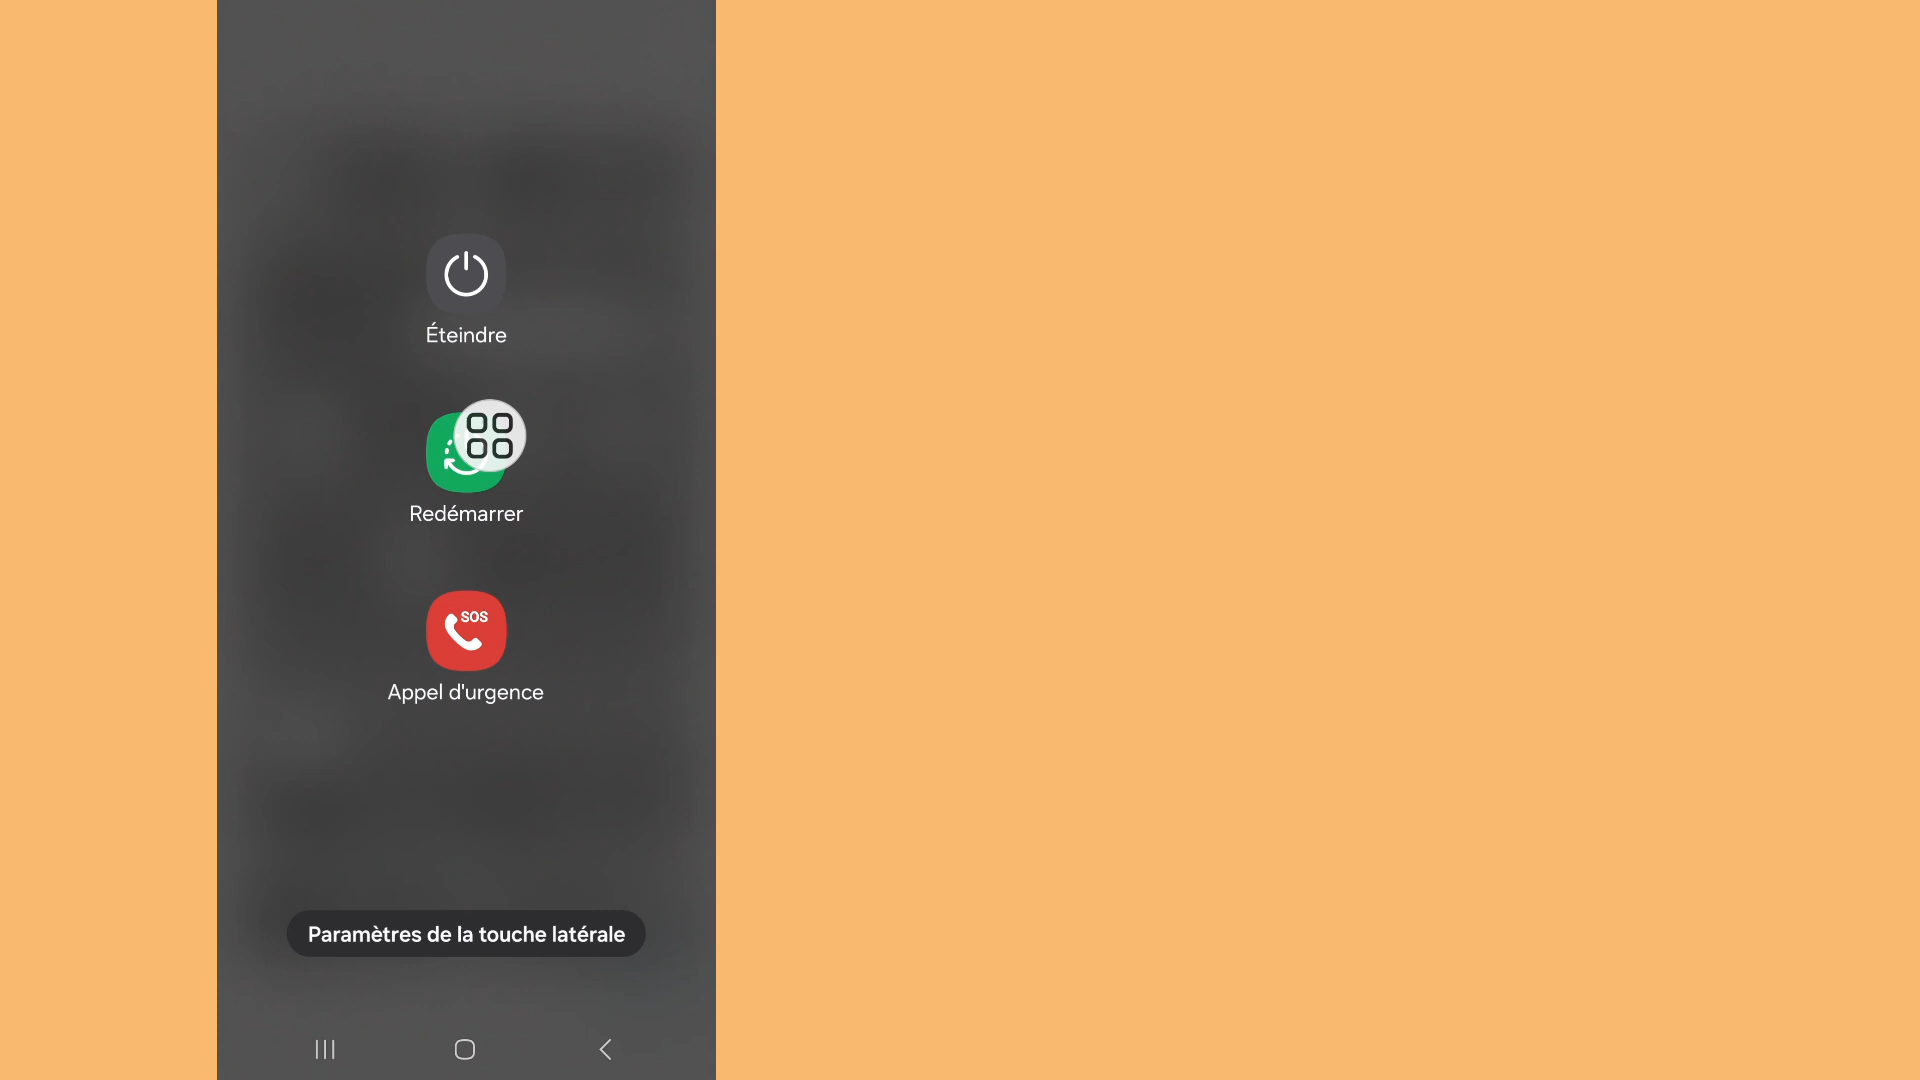 Éteindre
Redémarrer
SOS
Appel d'urgence
Paramètres de la touche latérale